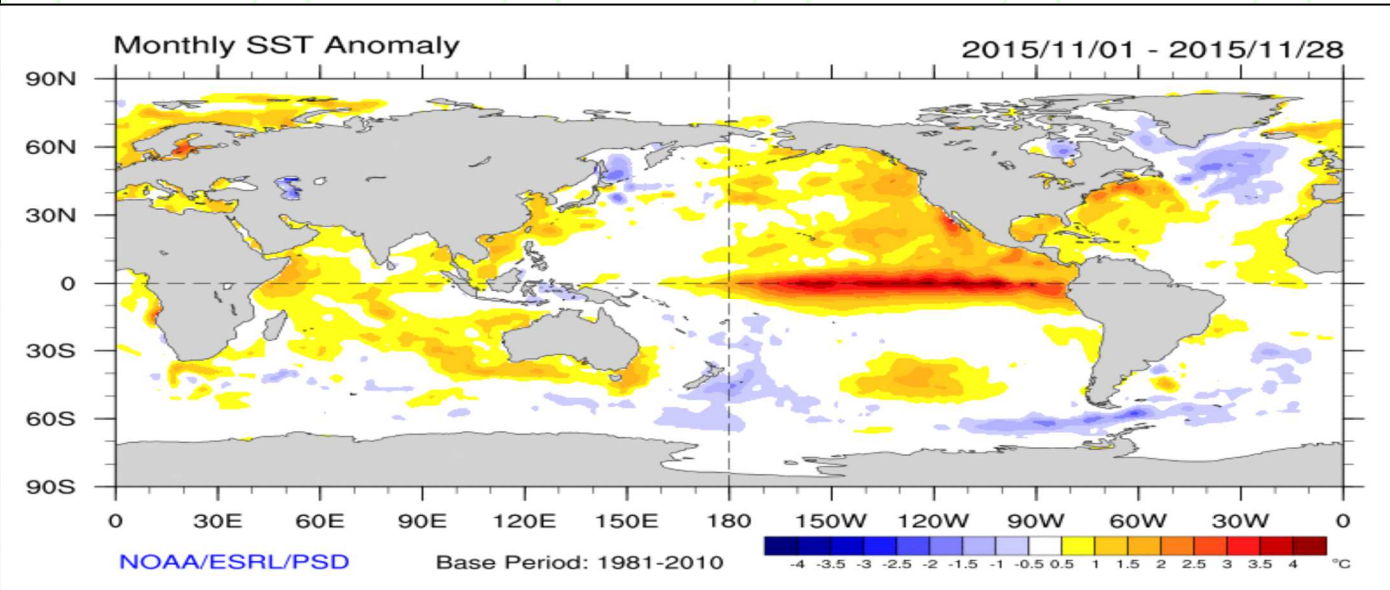 Monthly SST Anomaly 2015/11/01 - 2015/11/28
90N
60N
30N
0
30S
60S
90S
0 30E 60E 90E 120E 150E 180 150W 120W 90W 60W 30W 0
NOAA/ESRL/PSD Base Period: 1981-2010
-4 -3.5 -3 -2.5 -2 -1.5 -1 -0.5 0.5 1 1.5 2 2.5 3 3.5 4 °C